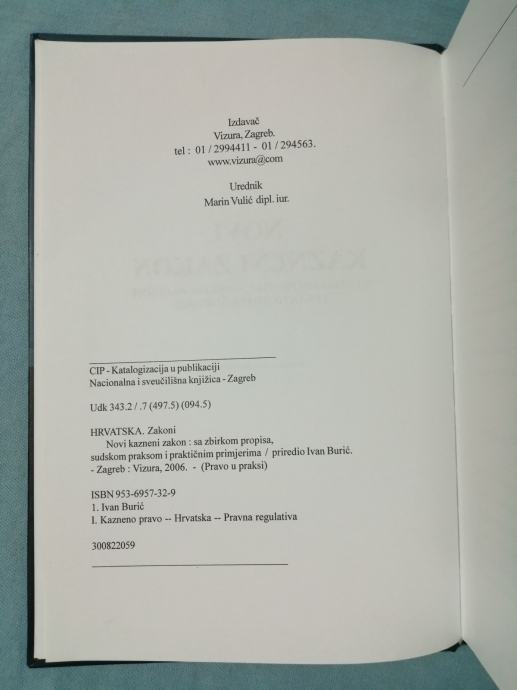 Izdavač
Vizura, Zagreb.
tel : 01 / 2994411 - 01 / 294563.
www.vizura@com
Urednik
Marin Vulić dipl. iur.
CIP - Katalogizacija u publikaciji
Nacionalna i sveučilišna knjižica - Zagreb
Udk 343.2 / .7 (497.5) (094.5)
HRVATSKA. Zakoni
Novi kazneni zakon : sa zbirkom propisa,
sudskom praksom i praktičnim primjerima / priredio Ivan Burić.
- Zagreb : Vizura, 2006. - (Pravo u praksi)
ISBN 953-6957-32-9
1. Ivan Burić
I. Kazneno pravo -- Hrvatska -- Pravna regulativa
300822059